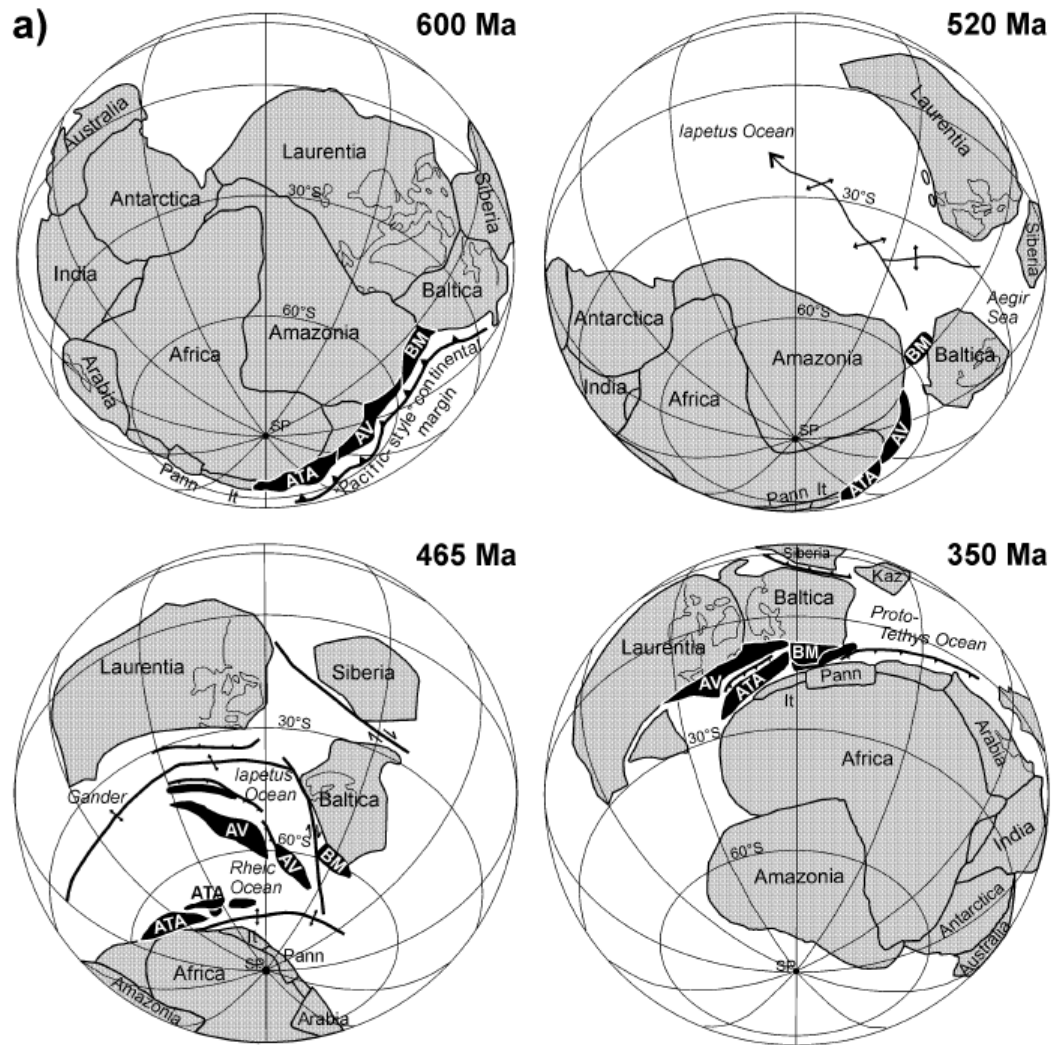 a)
600 Ma
Australia
Antarctica
Laurentia
Siberia
30°S
India
Baltica
60°S
Amazonia
Africa
BM
Arabia
"Pacific-style" continental
margin
SP
AV
ATA
Pann
It
520 Ma
Laurentia
Iapetus Ocean
30°S
Siberia
Aegir
Sea
60°S
Antarctica
Amazonia
BM
Baltica
India
Africa
SP
AV
Pann It
ATA
465 Ma
Laurentia
Siberia
30°S
Gander
Iapetus
Ocean
Baltica
AV
60°S
AV
BM
Rheic
Ocean
ATA
ATA
It
SP
Pann
Africa
Amazonia
Arabia
350 Ma
Siberia
Kaz
Baltica
Proto-
Tethys Ocean
Laurentia
BM
AV
ATA
Pann
It
30°S
Africa
Arabia
India
60°S
Amazonia
Antarctica
Australia
SP